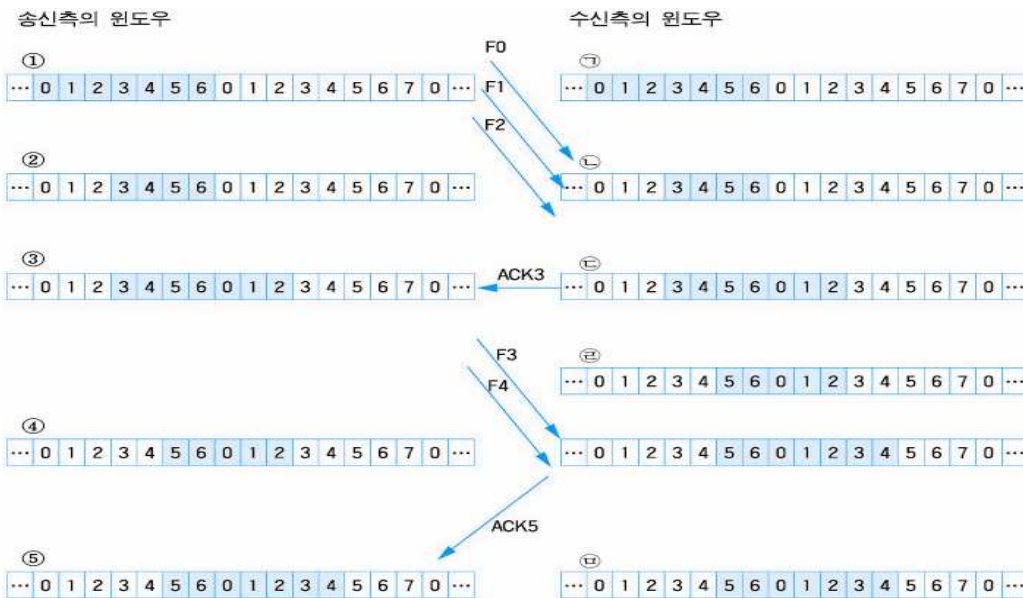 송신측의 윈도우
수신측의 윈도우
F0
① ㉠
… 0 1 2 3 4 5 6 0 1 2 3 4 5 6 7 0 … F1 … 0 1 2 3 4 5 6 0 1 2 3 4 5 6 7 0 …
F2
② ㉡
… 0 1 2 3 4 5 6 0 1 2 3 4 5 6 7 0 … … 0 1 2 3 4 5 6 0 1 2 3 4 5 6 7 0 …
③ ㉢
… 0 1 2 3 4 5 6 0 1 2 3 4 5 6 7 0 … ACK3 … 0 1 2 3 4 5 6 0 1 2 3 4 5 6 7 0 …
F3 ㉣
F4 … 0 1 2 3 4 5 6 0 1 2 3 4 5 6 7 0 …
④
… 0 1 2 3 4 5 6 0 1 2 3 4 5 6 7 0 … … 0 1 2 3 4 5 6 0 1 2 3 4 5 6 7 0 …
ACK5
⑤ ㉤
… 0 1 2 3 4 5 6 0 1 2 3 4 5 6 7 0 … … 0 1 2 3 4 5 6 0 1 2 3 4 5 6 7 0 …